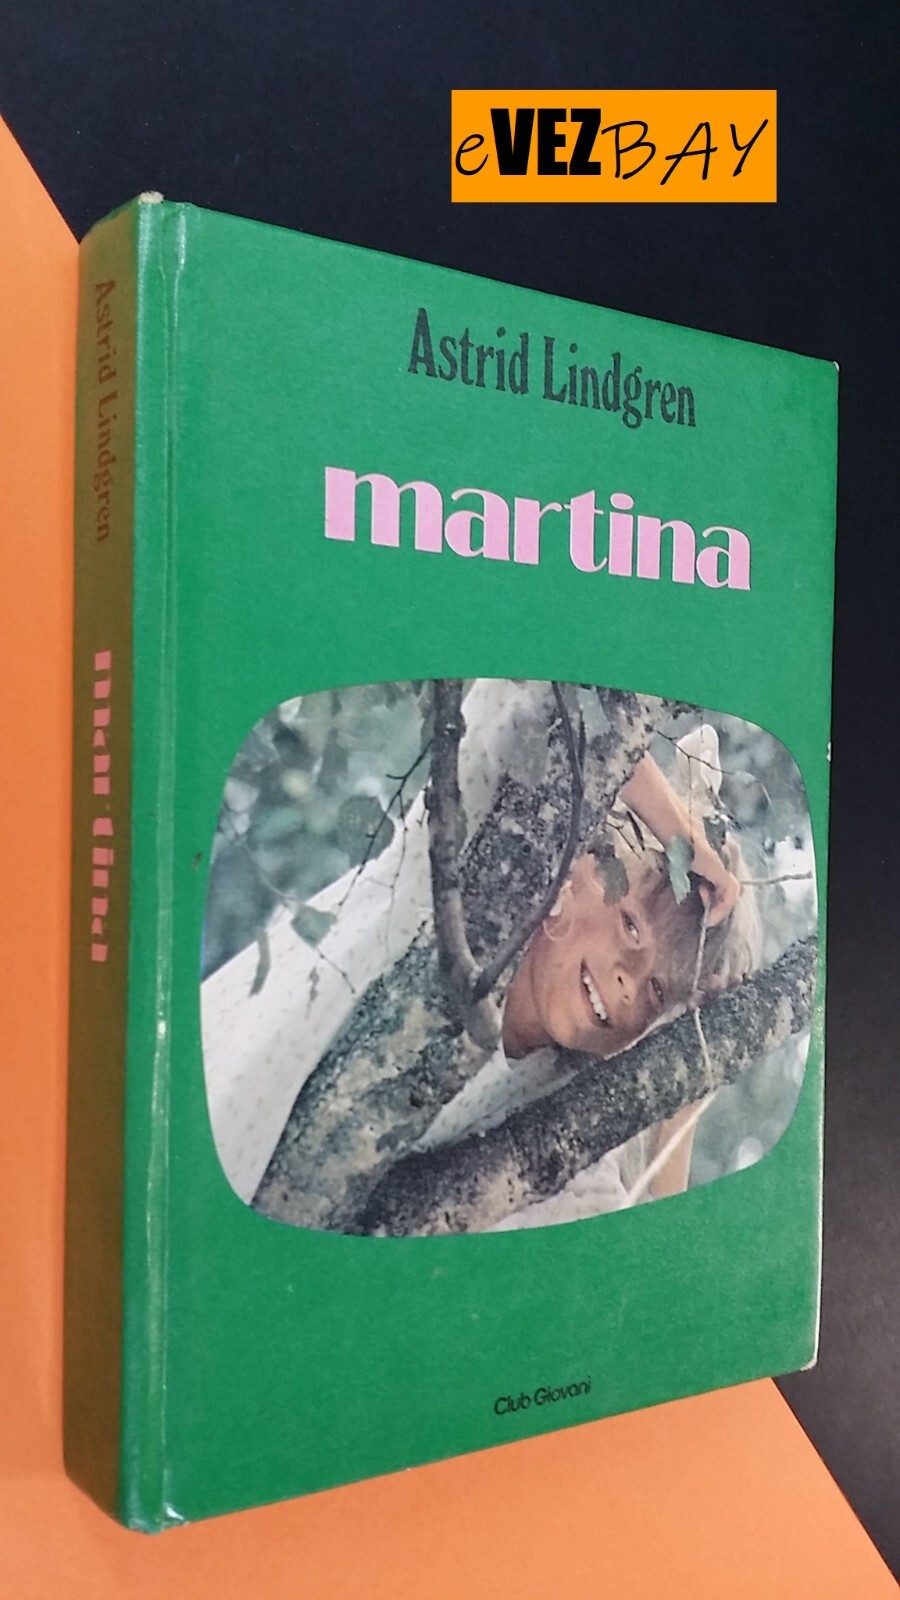 eVEZBAY
Astrid Lindgren
martina
Club Giovani
Astrid Lindgren
martina